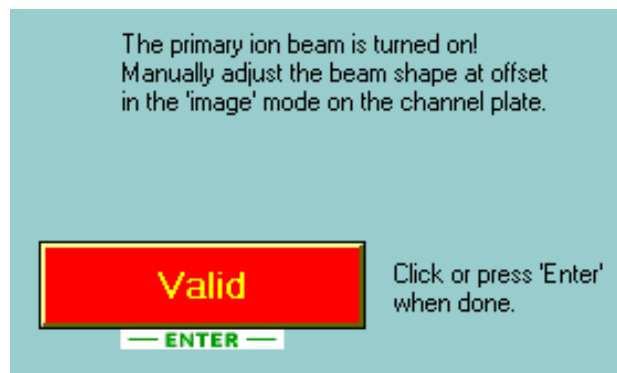 The primary ion beam is turned on!
Manually adjust the beam shape at offset
in the 'image' mode on the channel plate.
Valid
Click or press 'Enter'
when done.
ENTER